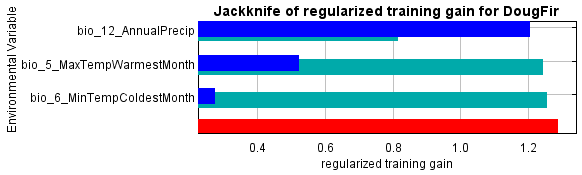 Jackknife of regularized training gain for DougFir
Environmental Variable
bio_12_AnnualPrecip
bio_5_MaxTempWarmestMonth
bio_6_MinTempColdestMonth
0.4 0.6 0.8 1.0 1.2
regularized training gain